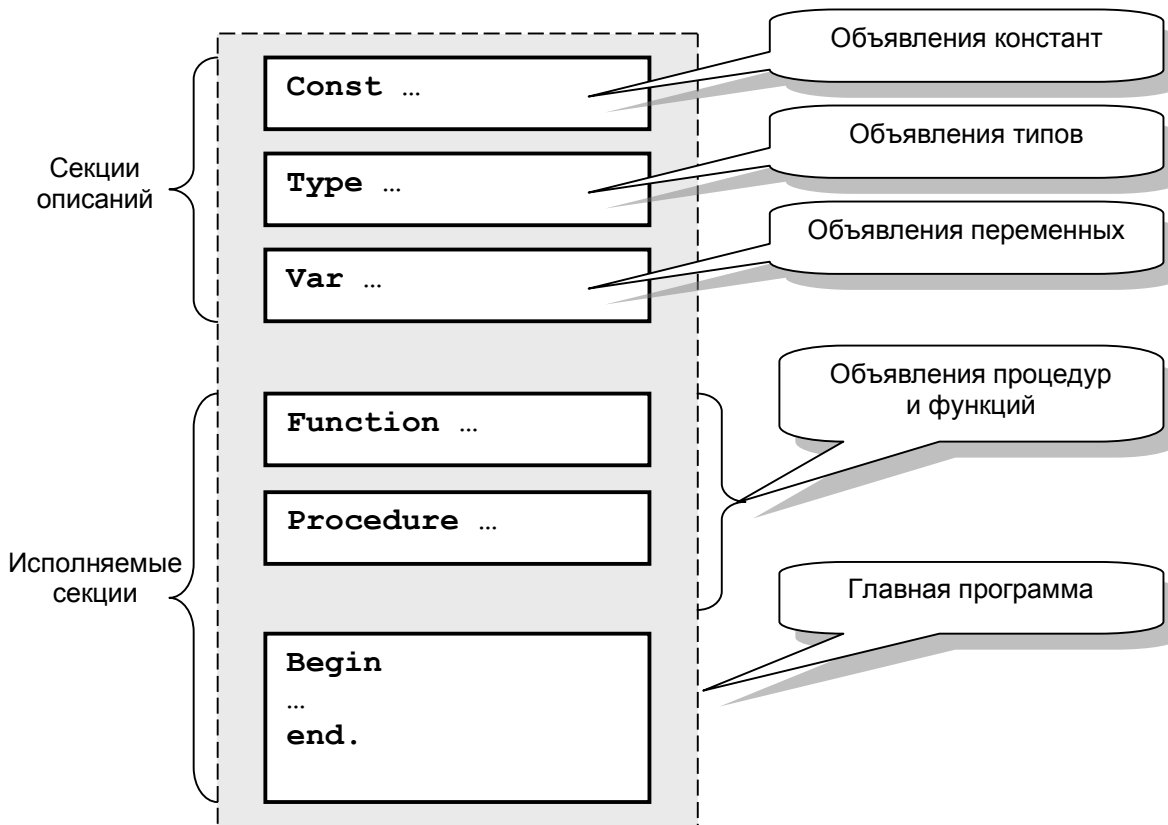 Объявления констант
Const …
Объявления типов
Секции
описаний
Type …
Объявления переменных
Var …
Объявления процедур
и функций
Function …
Procedure …
Исполняемые
секции
Главная программа
Begin
…
end.